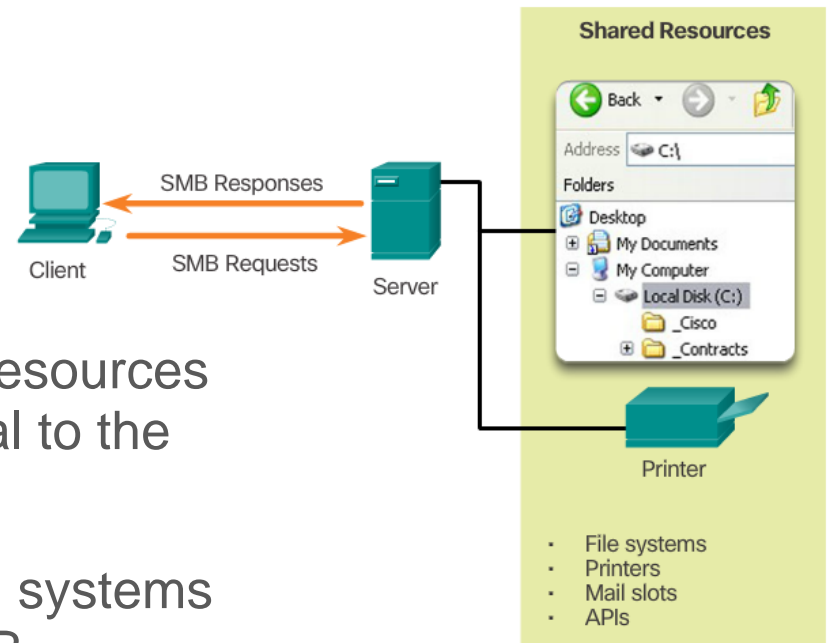 Shared Resources
Back
Address C:\
Folders
Desktop
My Documents
My Computer
Local Disk (C:)
_Cisco
_Contracts
SMB Responses
SMB Requests
Client
Server
Printer
esources
al to the
systems
· File systems
· Printers
· Mail slots
· APIs